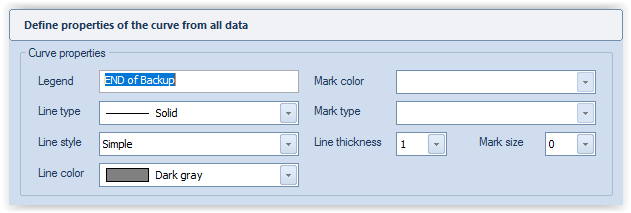 Define properties of the curve from all data
Curve properties
Legend END of Backup Mark color
Line type Solid Mark type
Line style Simple Line thickness 1 Mark size 0
Line color Dark gray